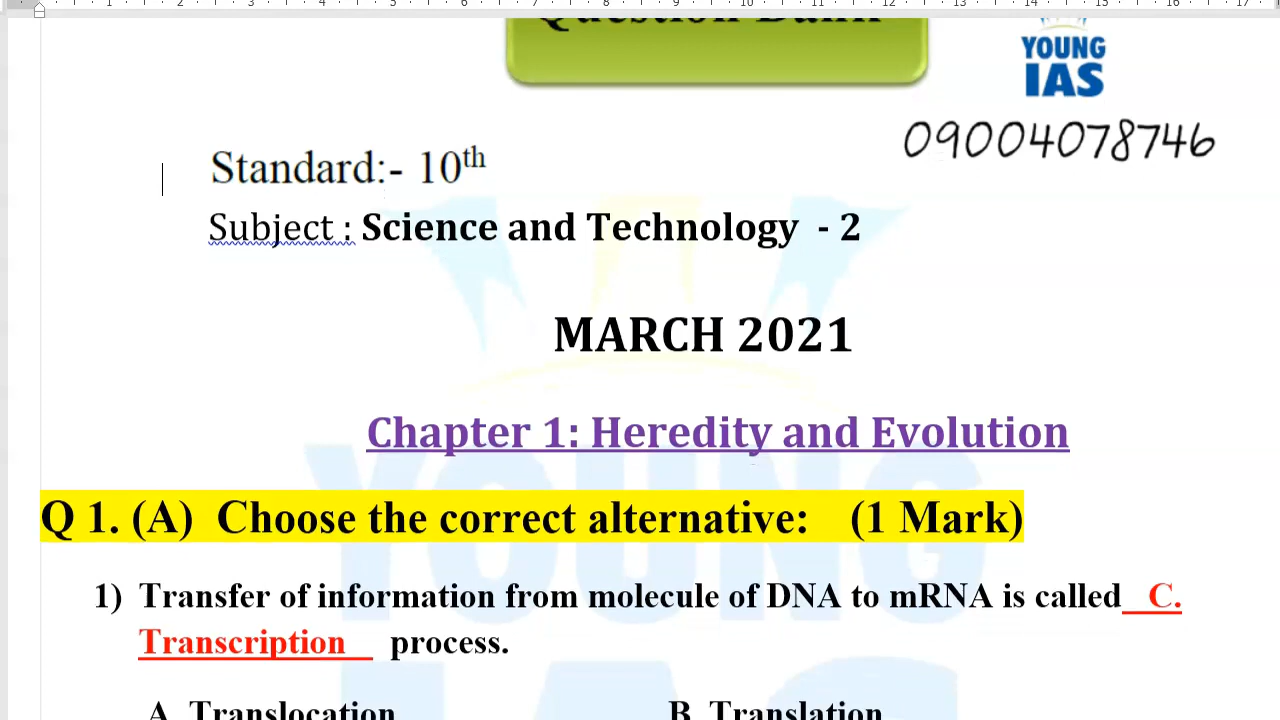 Question Bank
YOUNG
IAS
09004078746
Standard:- 10th
Subject : Science and Technology - 2
MARCH 2021
Chapter 1: Heredity and Evolution
Q 1. (A) Choose the correct alternative: (1 Mark)
1) Transfer of information from molecule of DNA to mRNA is called C.
Transcription process.
A. Translocation B. Translation